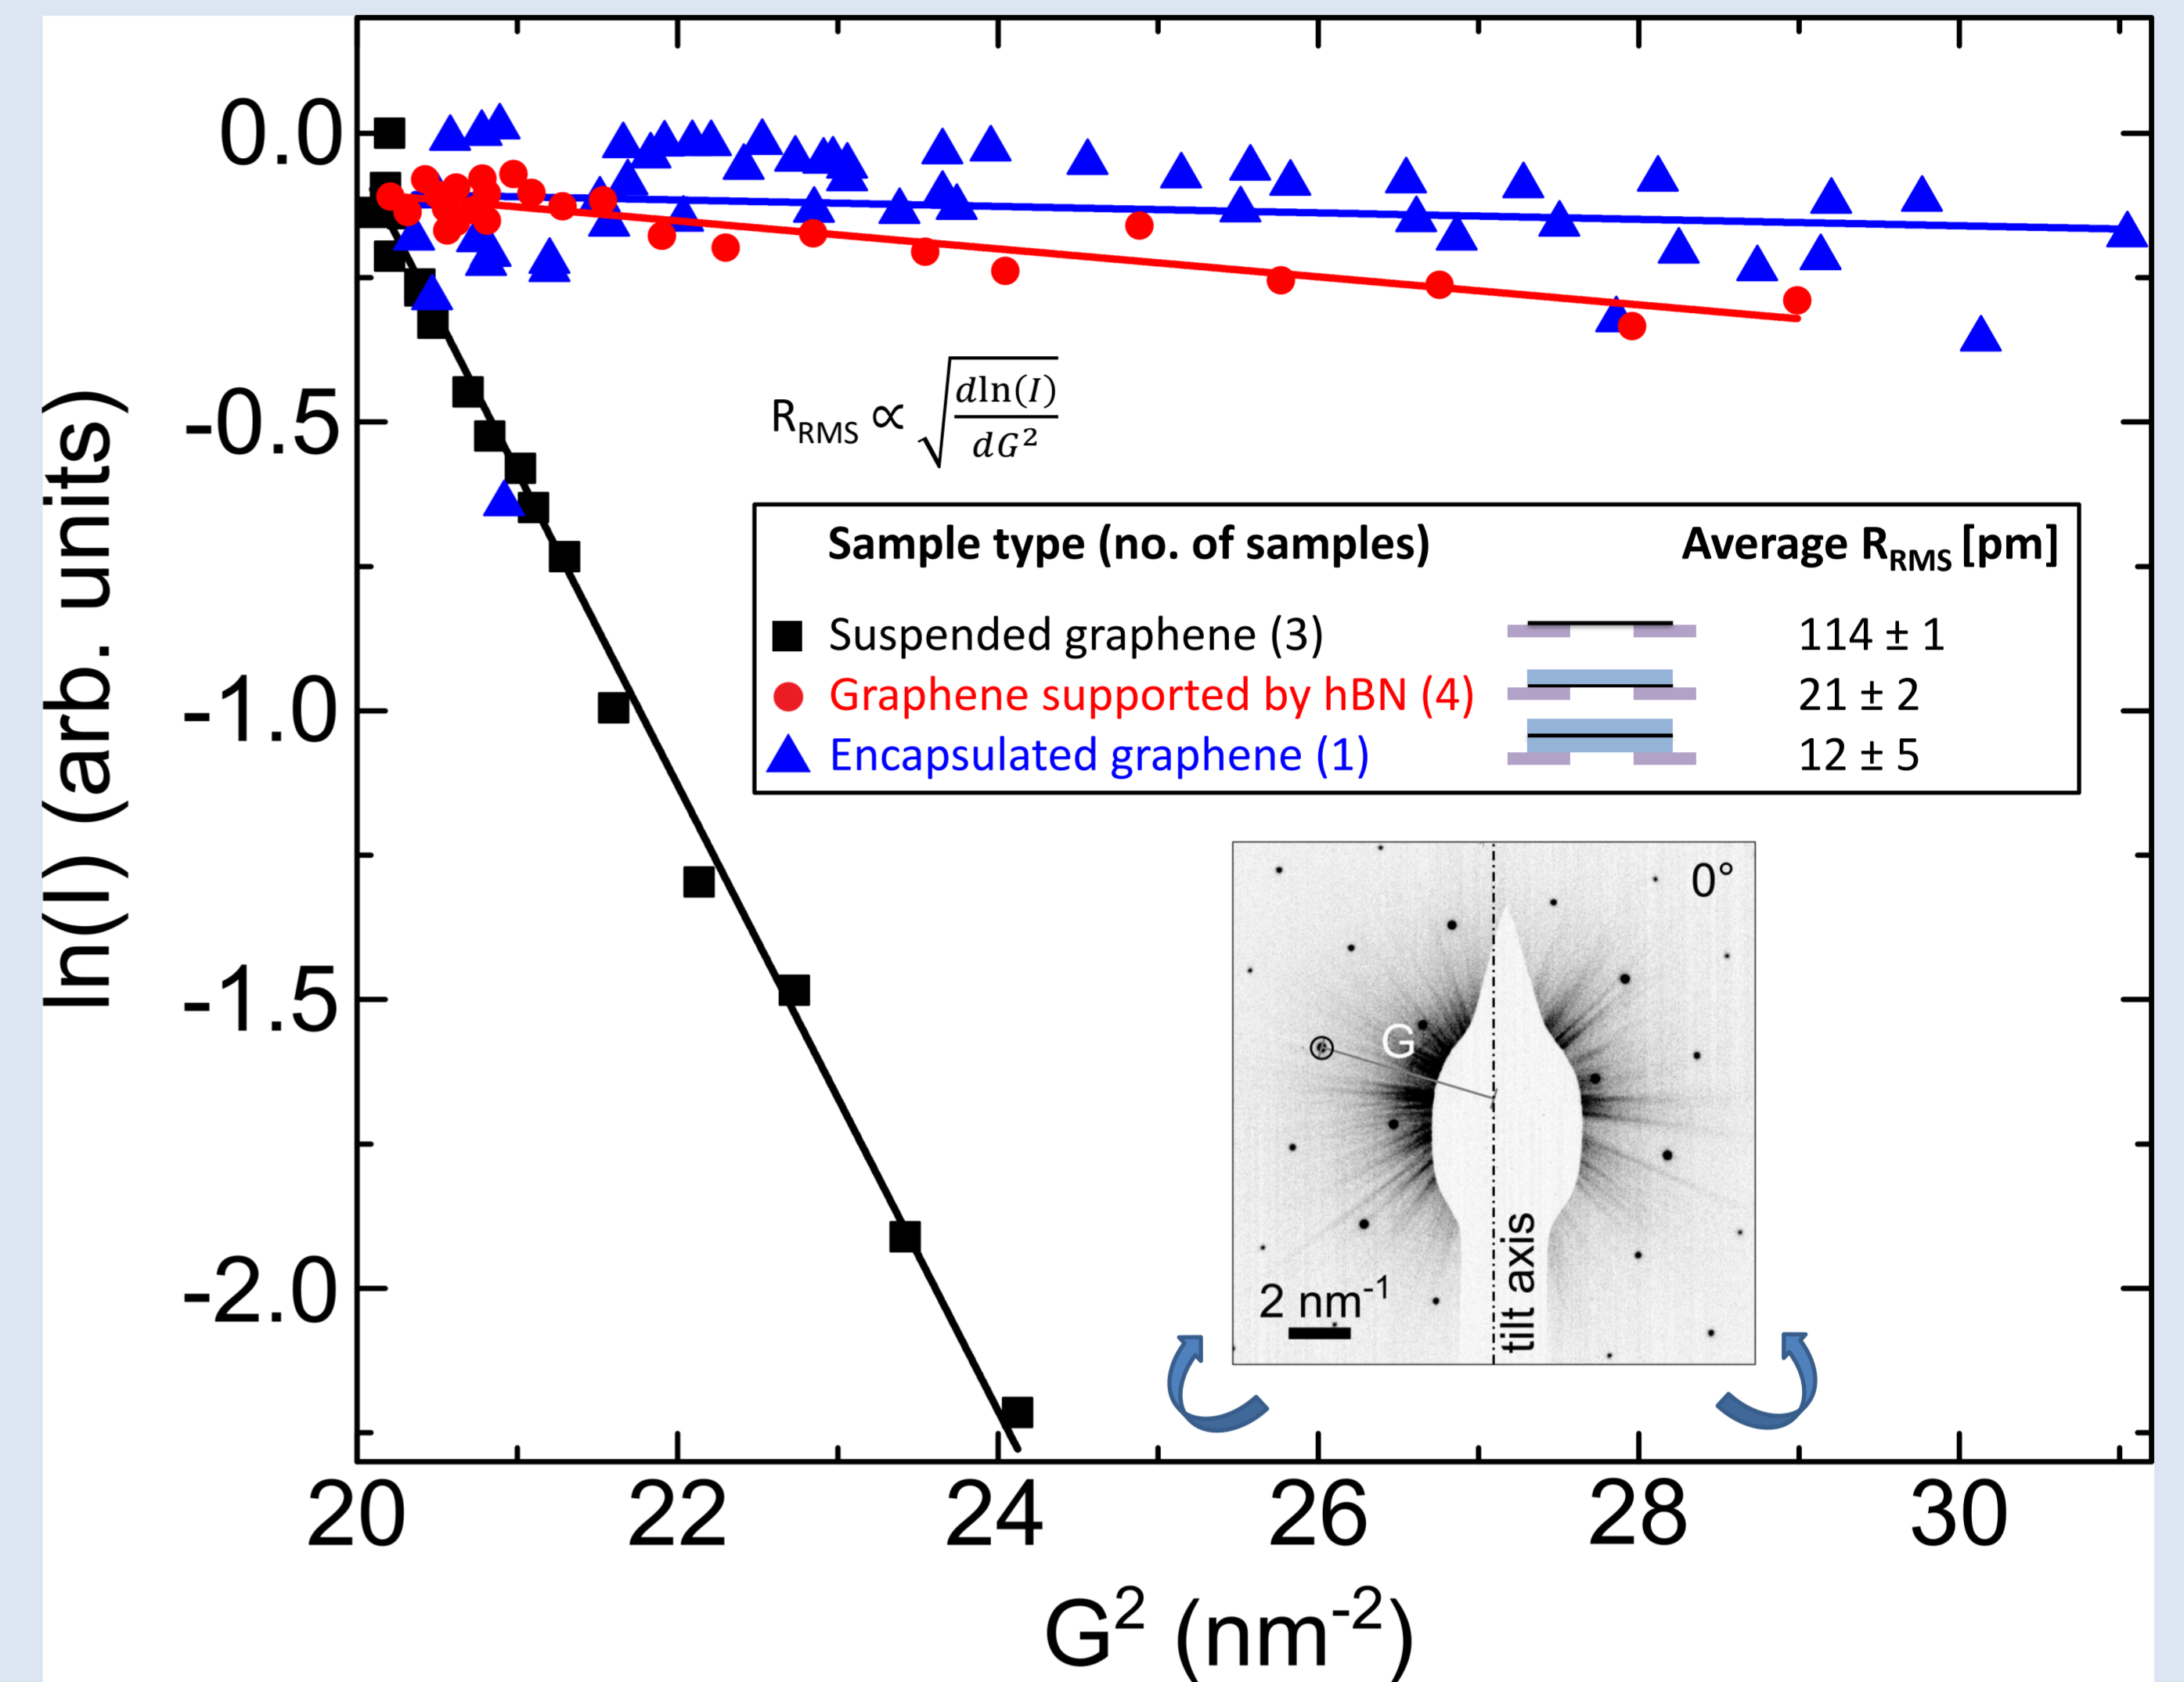 ln(I) (arb. units)
0.0
-0.5
-1.0
-1.5
-2.0
R_RMS ∝ √(dln(I)/dG²)
Sample type (no. of samples) Average R_RMS [pm]
Suspended graphene (3) 114 ± 1
Graphene supported by hBN (4) 21 ± 2
Encapsulated graphene (1) 12 ± 5
0°
G
2 nm⁻¹
tilt axis
20 22 24 26 28 30
G² (nm⁻²)